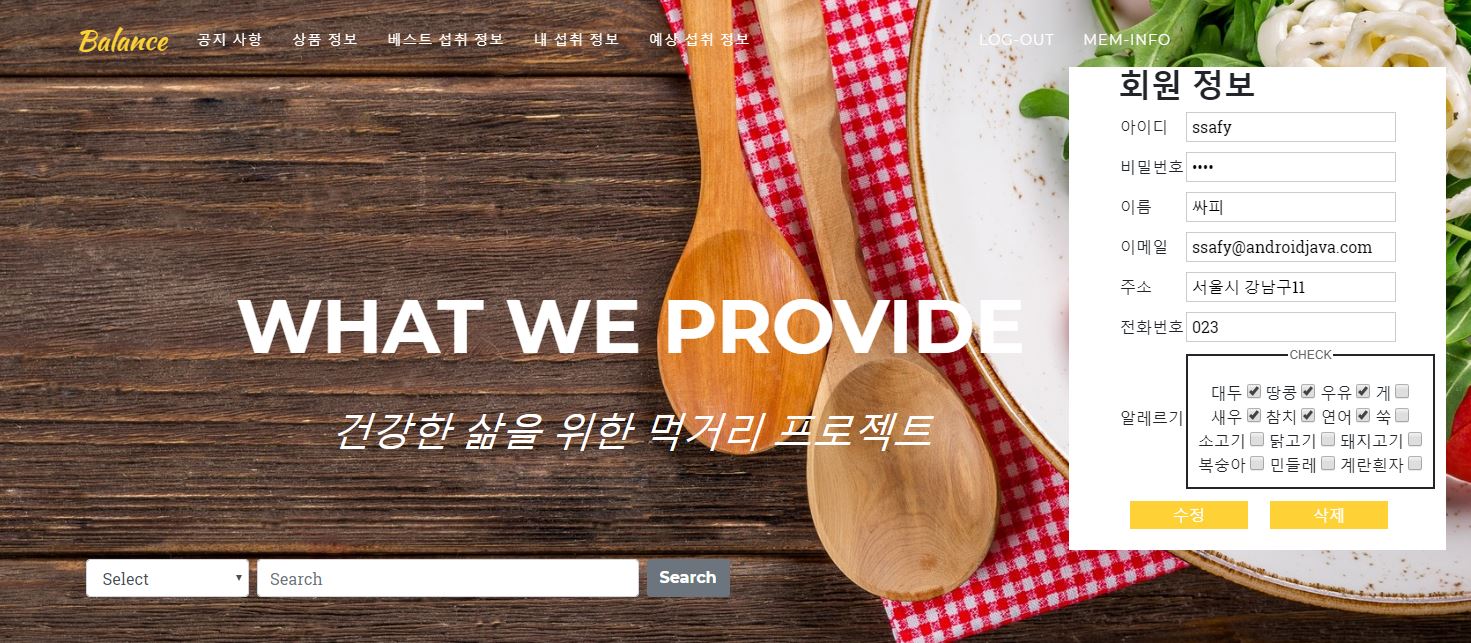 Balance 공지 사항 상품 정보 베스트 섭취 정보 내 섭취 정보 예상 섭취 정보 LOG-OUT MEM-INFO
회원 정보
아이디 ssafy
비밀번호 ••••
이름 싸피
이메일 ssafy@androidjava.com
주소 서울시 강남구11
전화번호 023
CHECK
알레르기
대두 땅콩 우유 게
새우 참치 연어 쑥
소고기 닭고기 돼지고기
복숭아 민들레 계란흰자
수정 삭제
WHAT WE PROVIDE
건강한 삶을 위한 먹거리 프로젝트
Select Search Search